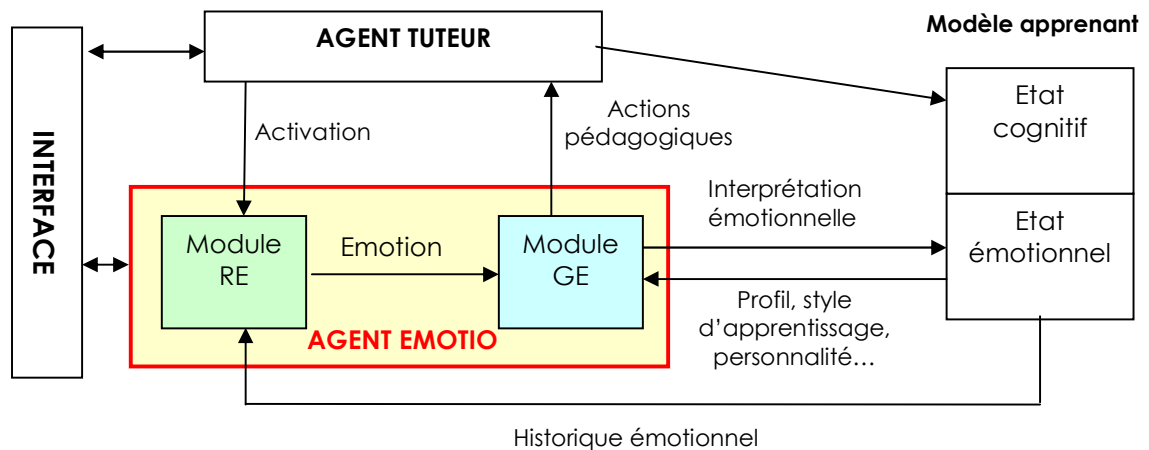 Modèle apprenant
AGENT TUTEUR
INTERFACE
Etat
cognitif
Activation
Actions
pédagogiques
Interprétation
émotionnelle
Module
RE
Emotion
Module
GE
Etat
émotionnel
Profil, style
d’apprentissage,
personnalité…
AGENT EMOTIO
Historique émotionnel